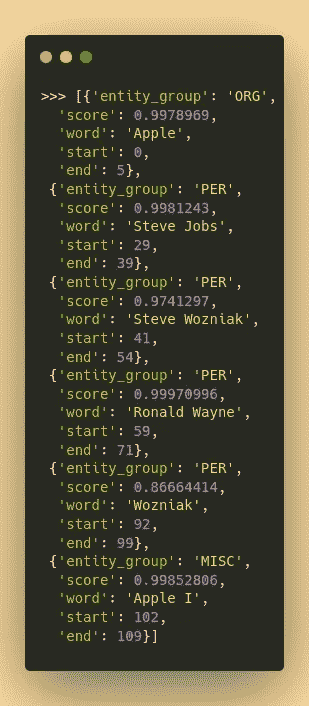 >>> [{'entity_group': 'ORG',
'score': 0.9978969,
'word': 'Apple',
'start': 0,
'end': 5},
{'entity_group': 'PER',
'score': 0.9981243,
'word': 'Steve Jobs',
'start': 29,
'end': 39},
{'entity_group': 'PER',
'score': 0.9741297,
'word': 'Steve Wozniak',
'start': 41,
'end': 54},
{'entity_group': 'PER',
'score': 0.99970996,
'word': 'Ronald Wayne',
'start': 59,
'end': 71},
{'entity_group': 'PER',
'score': 0.86664414,
'word': 'Wozniak',
'start': 92,
'end': 99},
{'entity_group': 'MISC',
'score': 0.99852806,
'word': 'Apple I',
'start': 102,
'end': 109}]